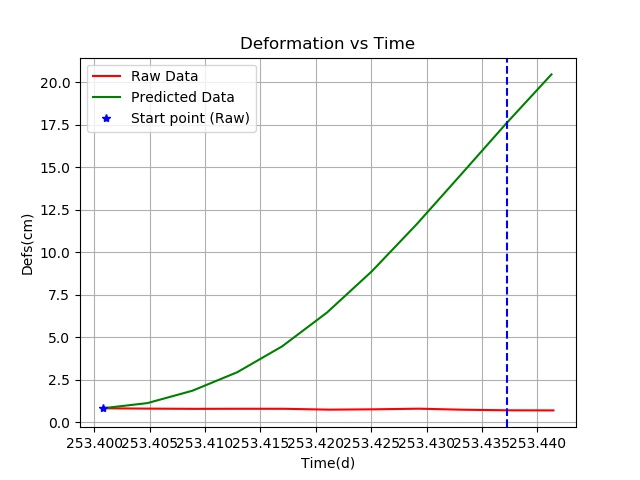 Deformation vs Time
Raw Data
Predicted Data
Start point (Raw)
20.0
17.5
15.0
12.5
10.0
7.5
5.0
2.5
0.0
Defs(cm)
253.400 253.405 253.410 253.415 253.420 253.425 253.430 253.435 253.440
Time(d)